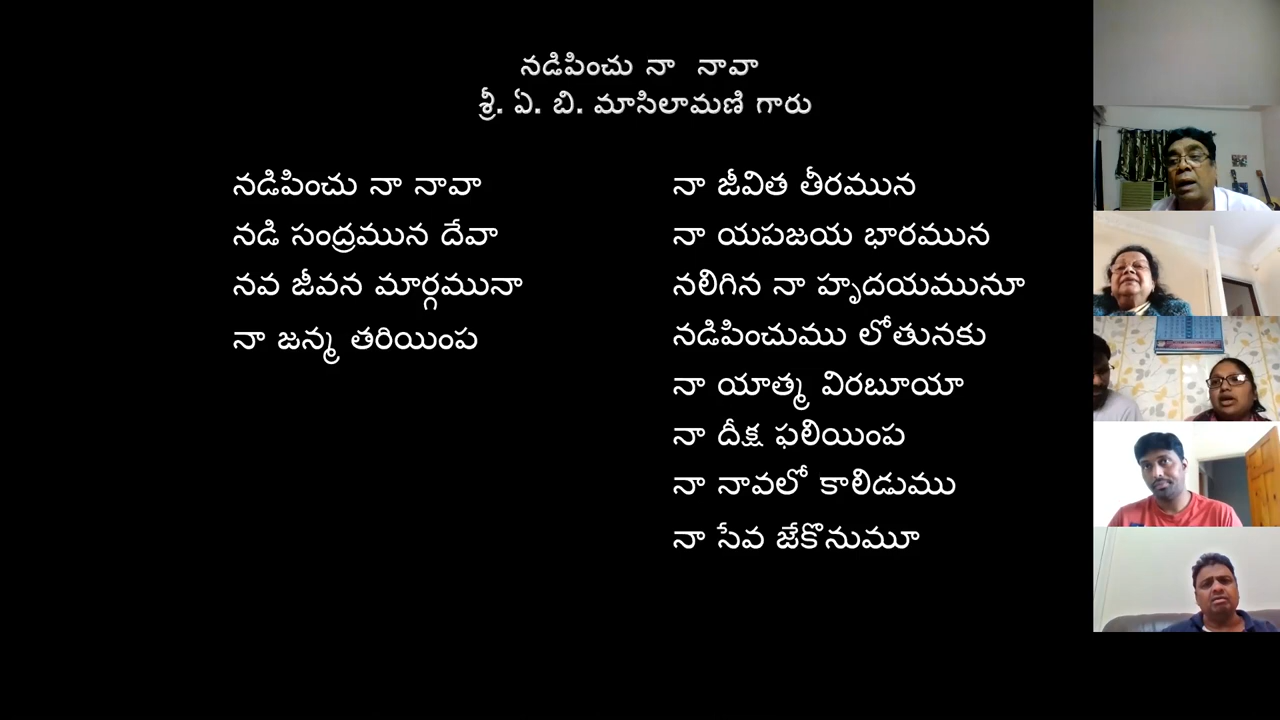 నడిపించు నా నావా
శ్రీ. ఏ. బి. మాసిలామణి గారు
నడిపించు నా నావా
నడి సంద్రమున దేవా
నవ జీవన మార్గమునా
నా జన్మ తరియింప
నా జీవిత తీరమున
నా యపజయ భారమున
నలిగిన నా హృదయమునూ
నడిపించుము లోతునకు
నా యాత్మ విరబూయా
నా దీక్ష ఫలియింప
నా నావలో కాలిడుము
నా సేవ జేకొనుమూ